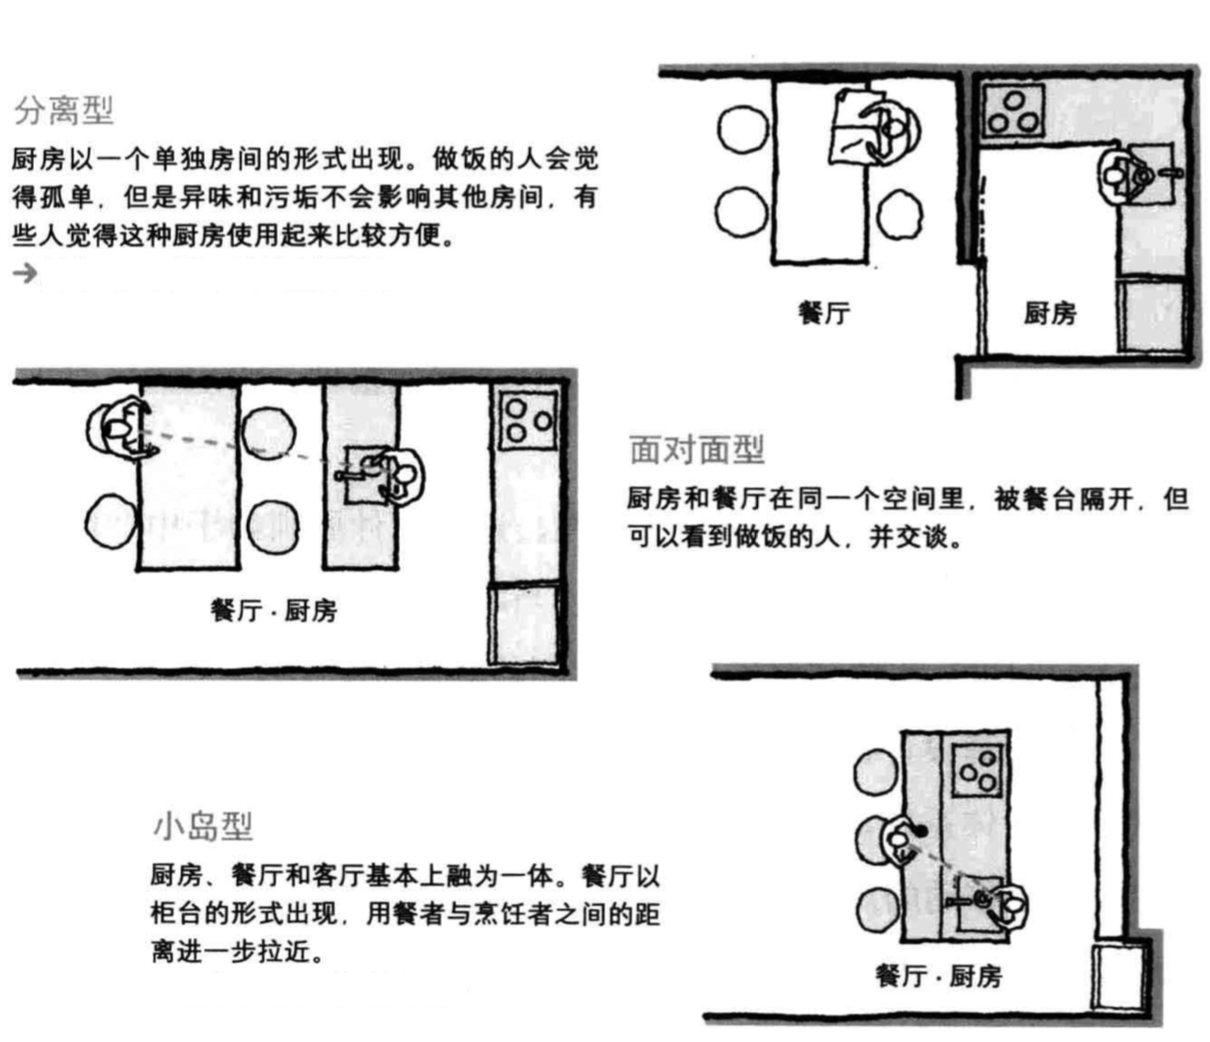 分离型
厨房以一个单独房间的形式出现。做饭的人会觉
得孤单，但是异味和污垢不会影响其他房间，有
些人觉得这种厨房使用起来比较方便。
→
餐厅
厨房
面对面型
厨房和餐厅在同一个空间里，被餐台隔开，但
可以看到做饭的人，并交谈。
餐厅·厨房
小岛型
厨房、餐厅和客厅基本上融为一体。餐厅以
柜台的形式出现，用餐者与烹饪者之间的距
离进一步拉近。
餐厅·厨房